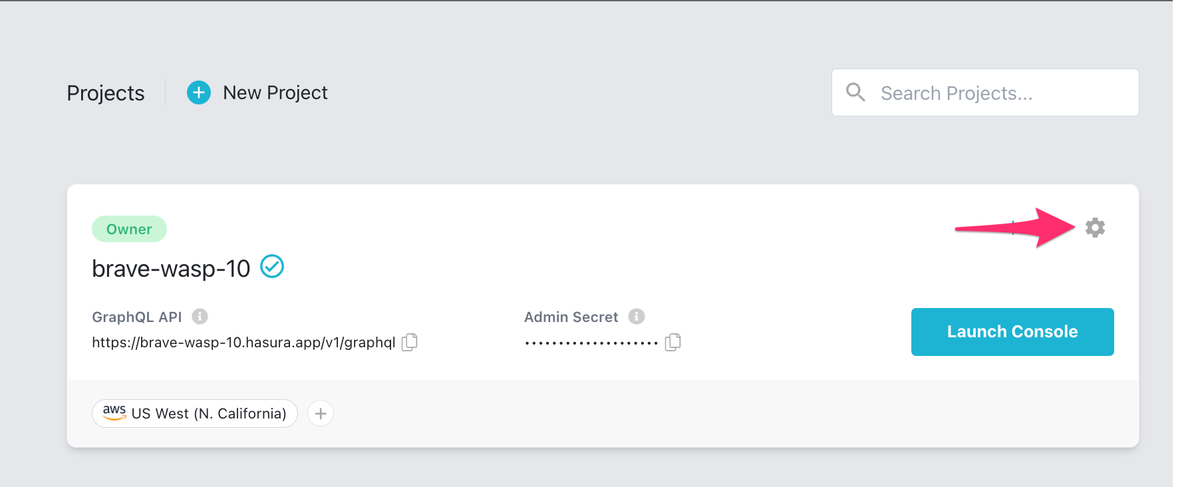 Projects
New Project
Search Projects...
Owner
brave-wasp-10
GraphQL API
Admin Secret
https://brave-wasp-10.hasura.app/v1/graphql
••••••••••••••••••••
Launch Console
aws US West (N. California)